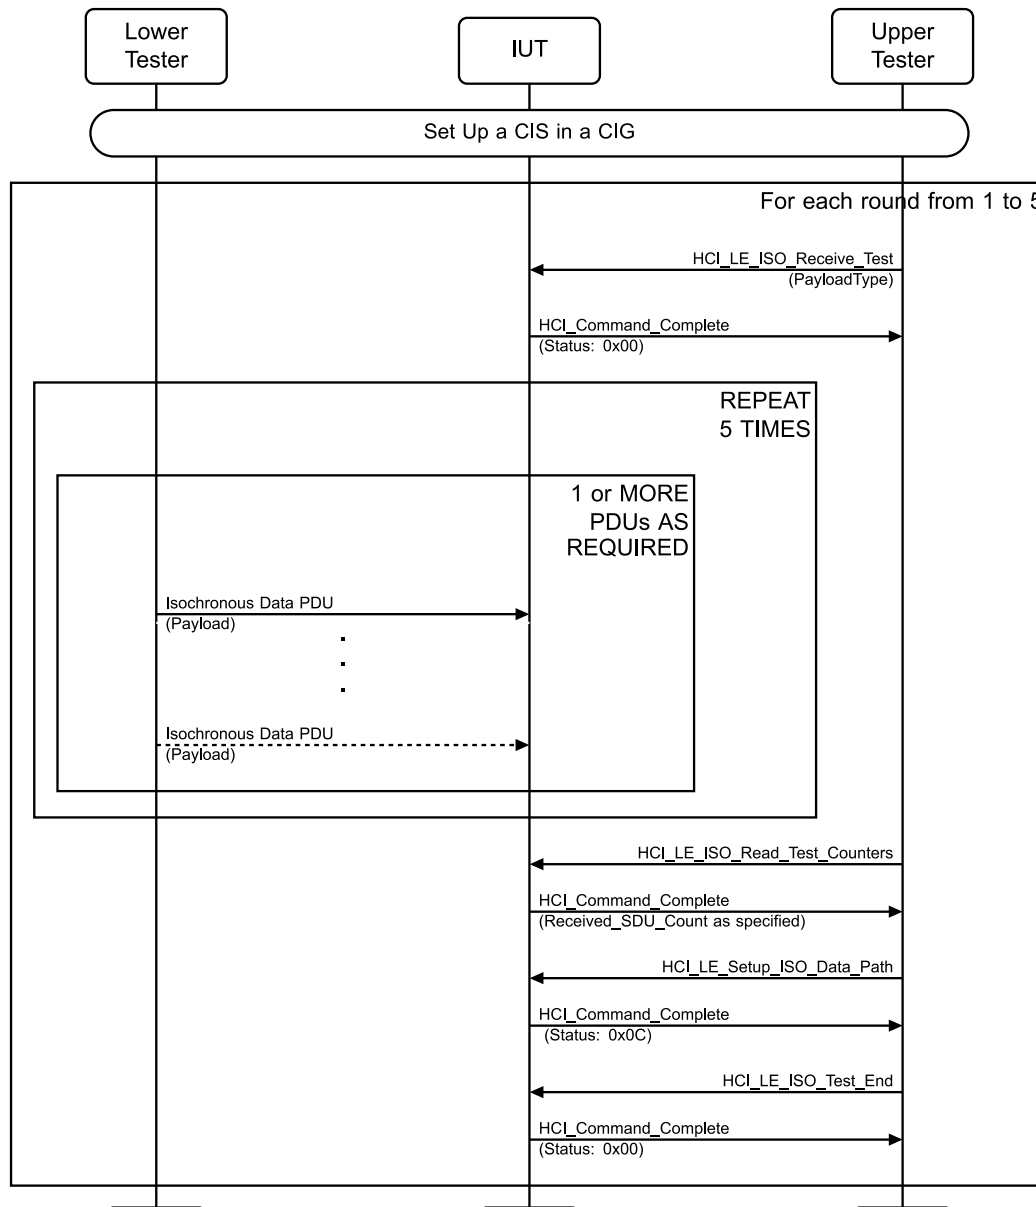 Lower
Tester
IUT
Upper
Tester
Set Up a CIS in a CIG
For each round from 1 to 5
HCI_LE_ISO_Receive_Test
(PayloadType)
HCI_Command_Complete
(Status: 0x00)
REPEAT
5 TIMES
1 or MORE
PDUs AS
REQUIRED
Isochronous Data PDU
(Payload)
Isochronous Data PDU
(Payload)
HCI_LE_ISO_Read_Test_Counters
HCI_Command_Complete
(Received_SDU_Count as specified)
HCI_LE_Setup_ISO_Data_Path
HCI_Command_Complete
(Status: 0x0C)
HCI_LE_ISO_Test_End
HCI_Command_Complete
(Status: 0x00)